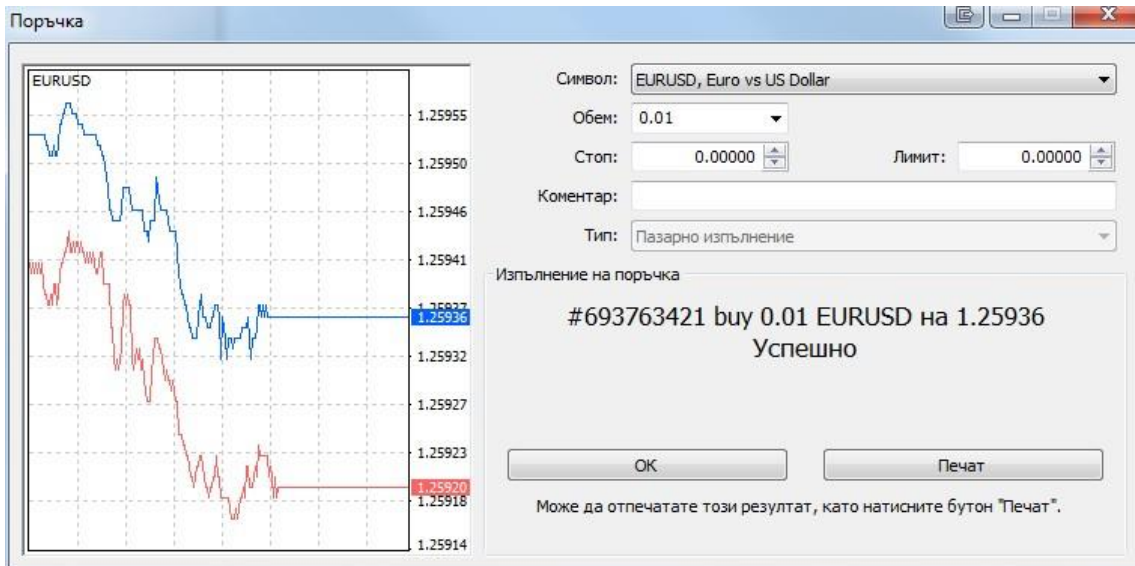 Поръчка
EURUSD
1.25955
1.25950
1.25946
1.25941
1.25936
1.25932
1.25927
1.25923
1.25920
1.25918
1.25914
Символ: EURUSD, Euro vs US Dollar
Обем: 0.01
Стоп: 0.00000 Лимит: 0.00000
Коментар:
Тип: Пазарно изпълнение
Изпълнение на поръчка
#693763421 buy 0.01 EURUSD на 1.25936
Успешно
OK Печат
Може да отпечатате този резултат, като натисните бутон "Печат".